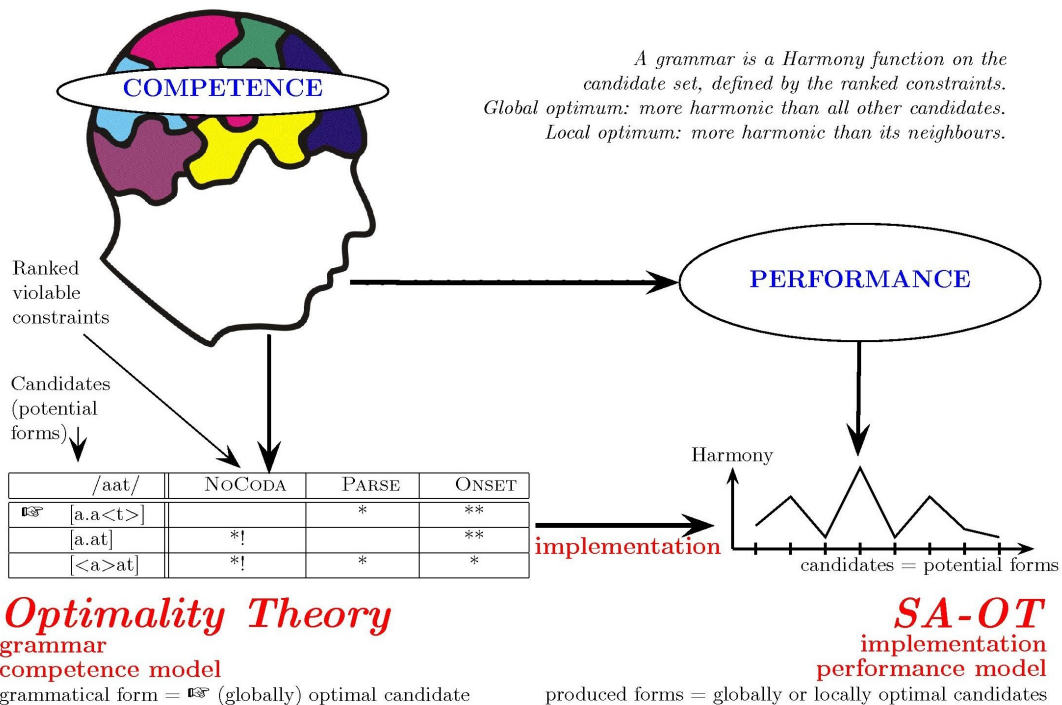 COMPETENCE
A grammar is a Harmony function on the
candidate set, defined by the ranked constraints.
Global optimum: more harmonic than all other candidates.
Local optimum: more harmonic than its neighbours.
Ranked
violable
constraints
PERFORMANCE
Candidates
(potential
forms)
/aat/ NoCoda Parse Onset
☞ [a.a<t>] * **
[a.at] *! **
[<a>at] *! * *
implementation
Harmony
candidates = potential forms
Optimality Theory
grammar
competence model
grammatical form = ☞ (globally) optimal candidate
SA-OT
implementation
performance model
produced forms = globally or locally optimal candidates